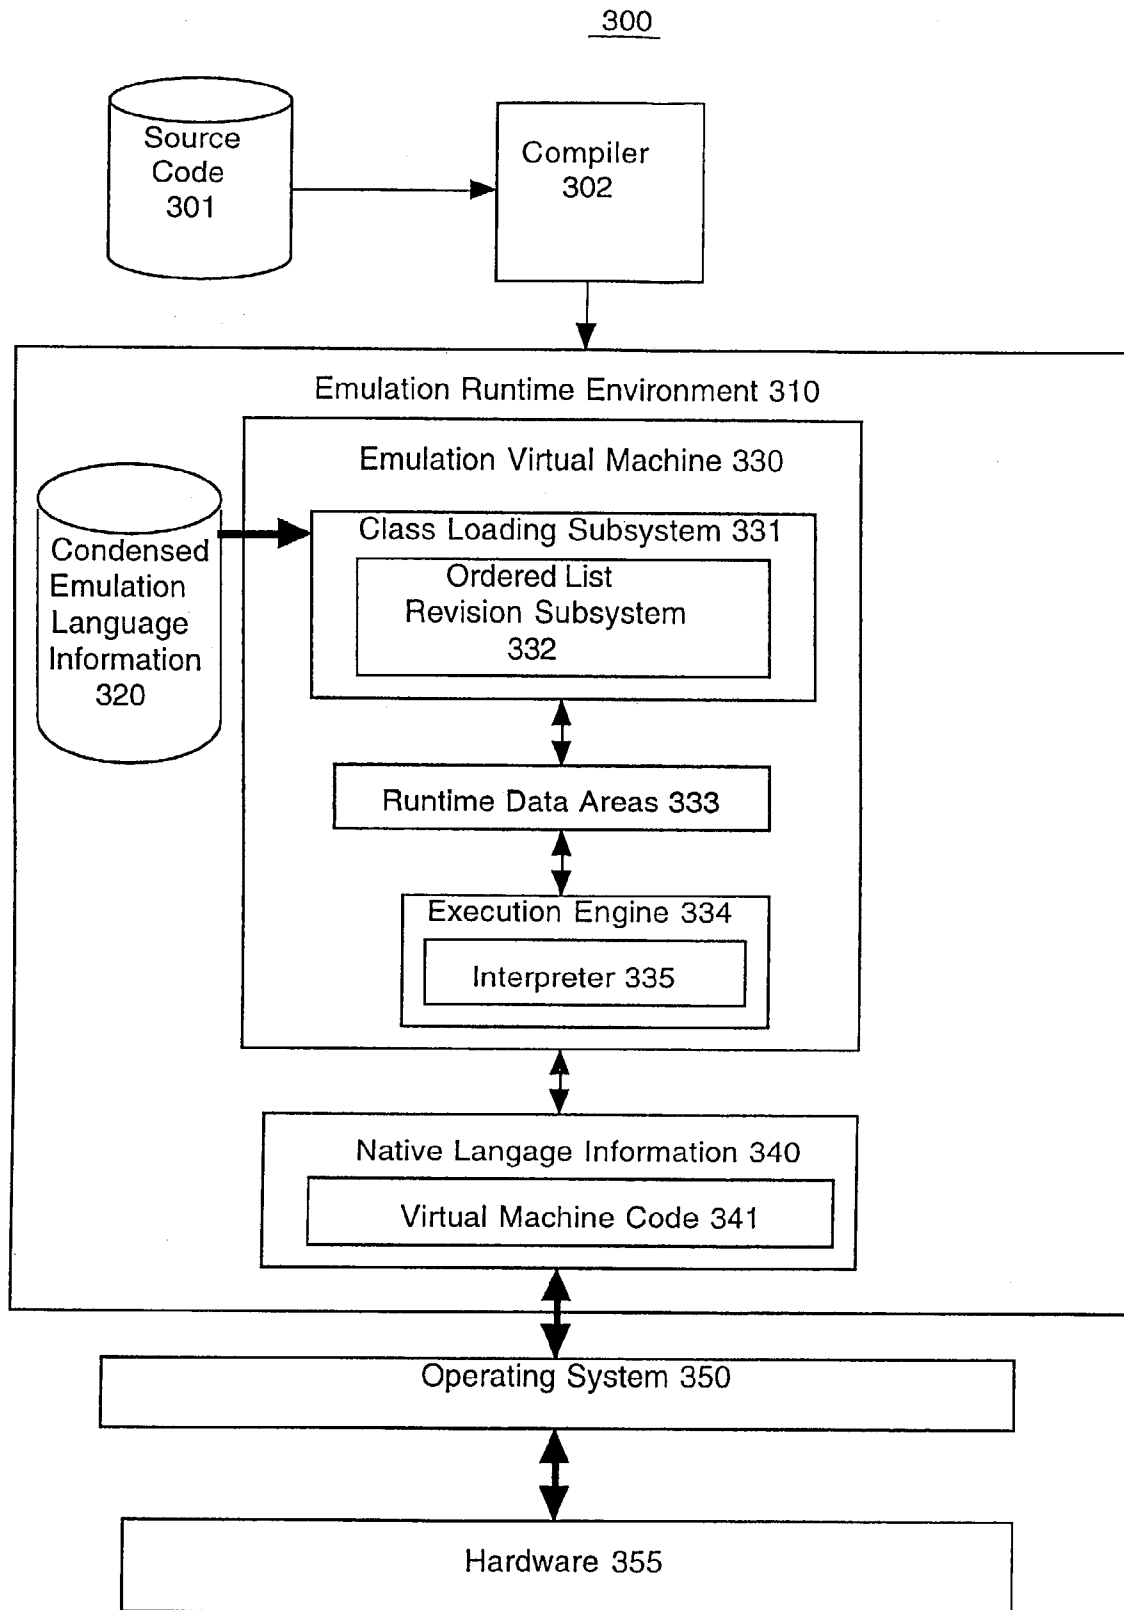 300
Source
Code
301
Compiler
302
Emulation Runtime Environment 310
Emulation Virtual Machine 330
Condensed
Emulation
Language
Information
320
Class Loading Subsystem 331
Ordered List
Revision Subsystem
332
Runtime Data Areas 333
Execution Engine 334
Interpreter 335
Native Langage Information 340
Virtual Machine Code 341
Operating System 350
Hardware 355